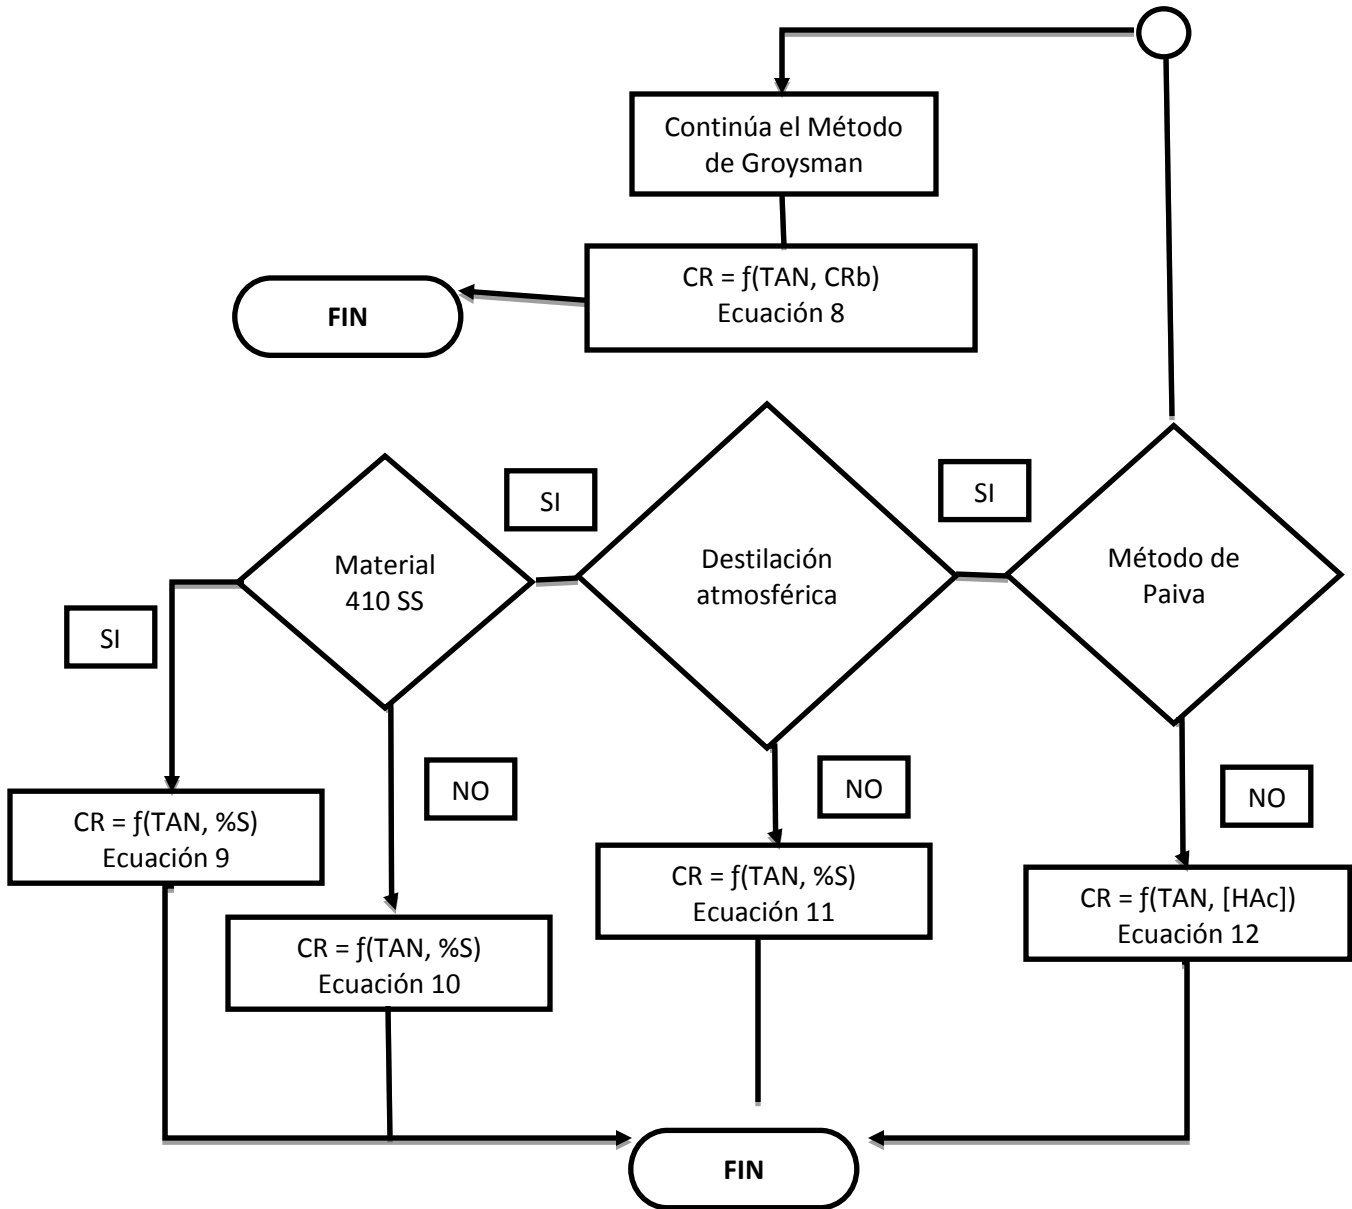 Continúa el Método
de Groysman
CR = ƒ(TAN, CRb)
Ecuación 8
FIN
SI
SI
Material
410 SS
Destilación
atmosférica
Método de
Paiva
SI
NO
NO
NO
CR = ƒ(TAN, %S)
Ecuación 9
CR = ƒ(TAN, %S)
Ecuación 10
CR = ƒ(TAN, %S)
Ecuación 11
CR = ƒ(TAN, [HAc])
Ecuación 12
FIN